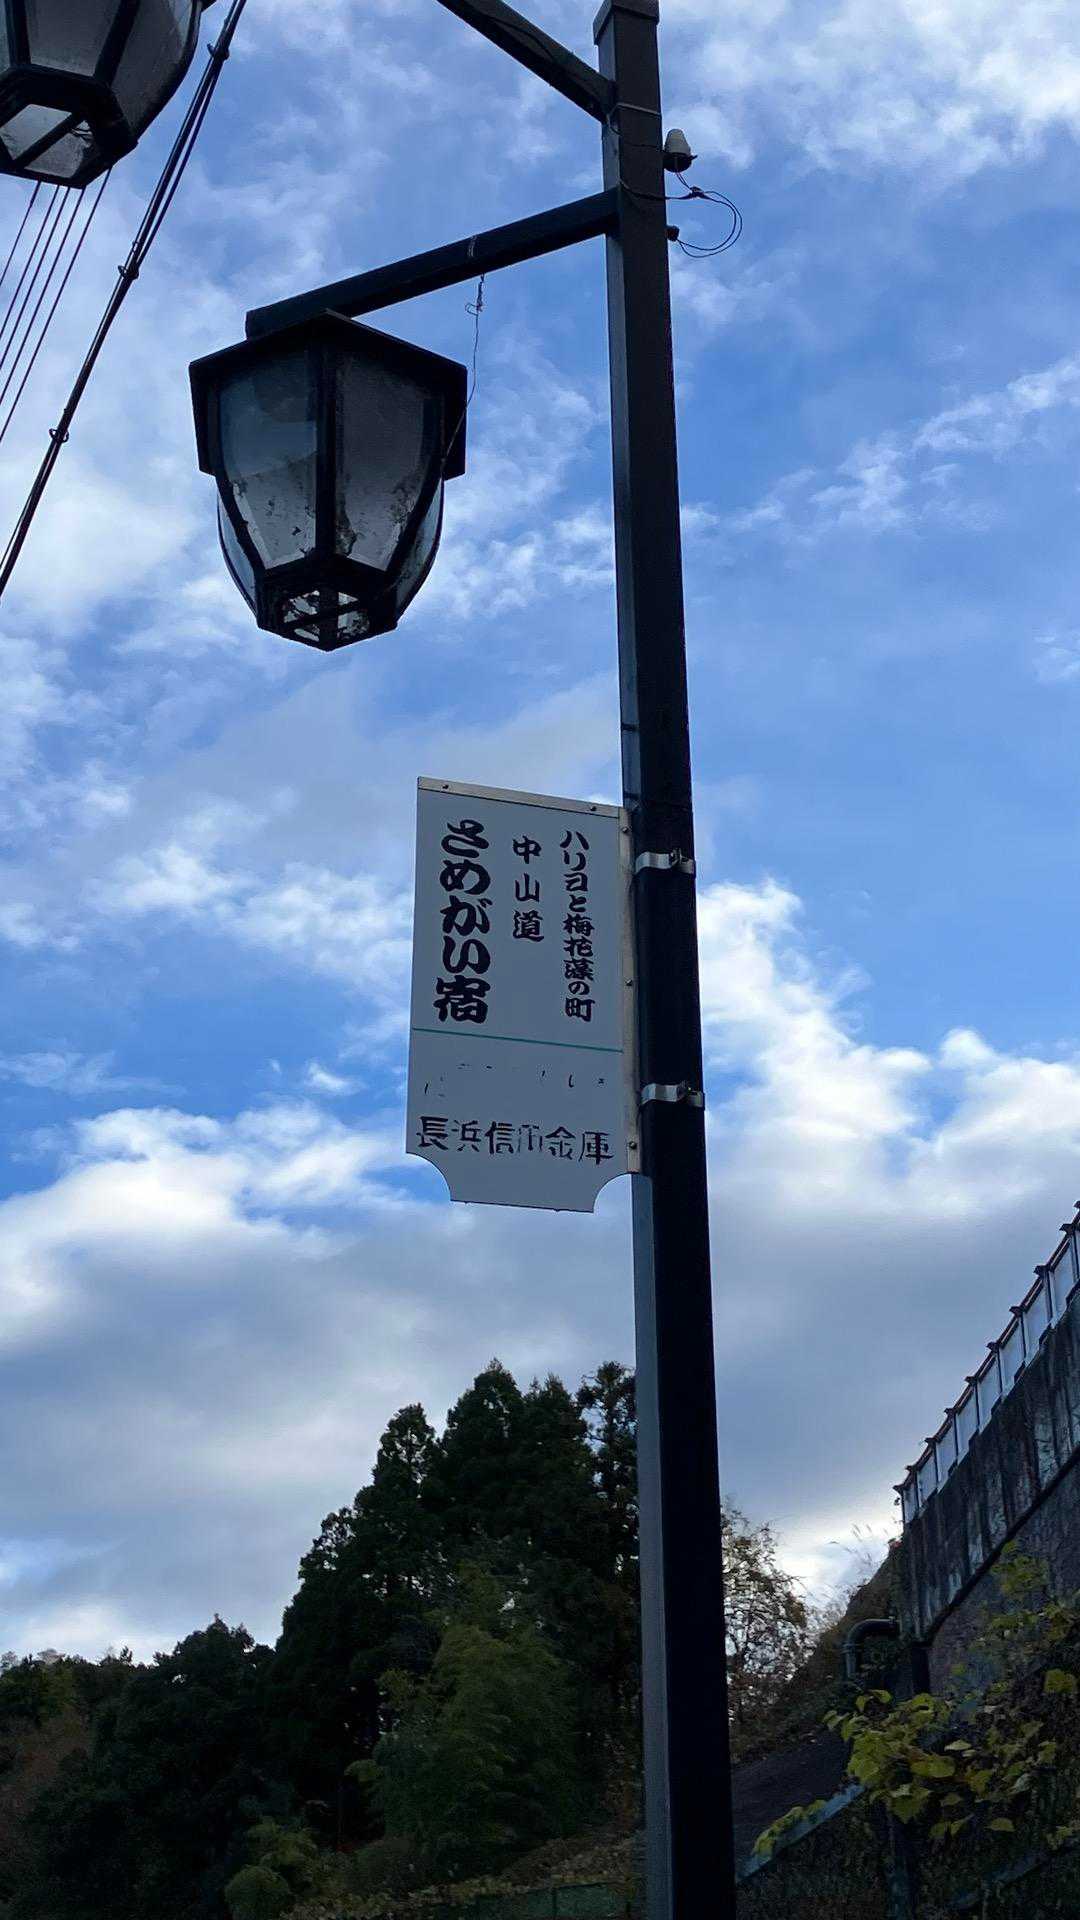 ハリヨと梅花藻の町
中山道
さめがい宿
長浜信用金庫